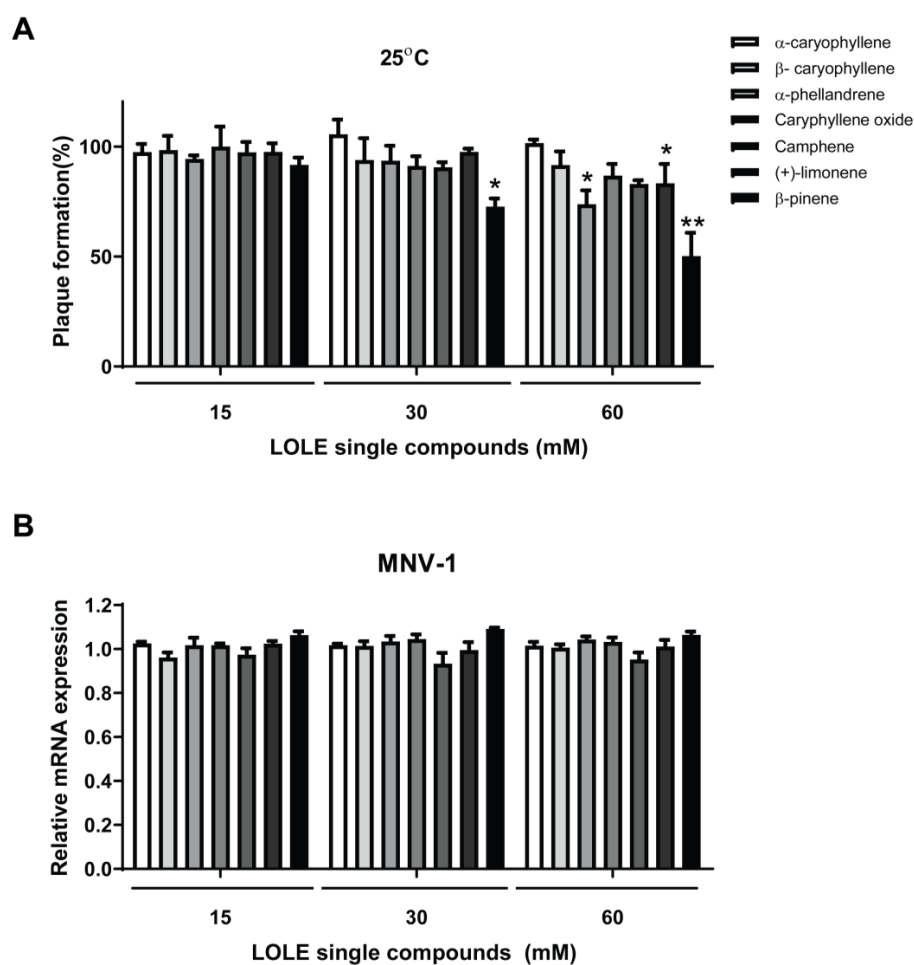 A
25°C
α-caryophyllene
β- caryophyllene
α-phellandrene
Caryphyllene oxide
Camphene
(+)-limonene
β-pinene
Plaque formation(%)
100
50
0
*
*
*
**
15
30
60
LOLE single compounds (mM)
B
MNV-1
Relative mRNA expression
1.2
1.0
0.8
0.6
0.4
0.2
0.0
15
30
60
LOLE single compounds (mM)